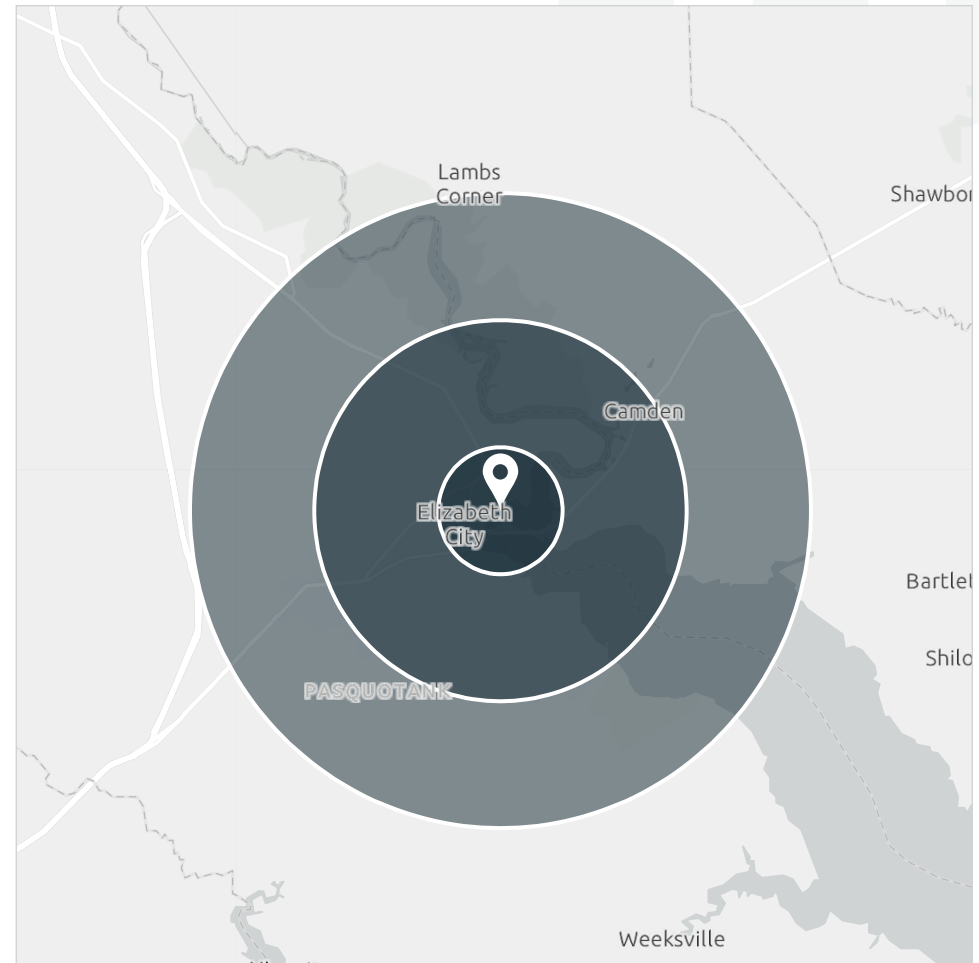 Lambs
Corner
Shawbor
Camden
Elizabeth
City
Bartlet
Shilo
PASQUOTANK
Weeksville